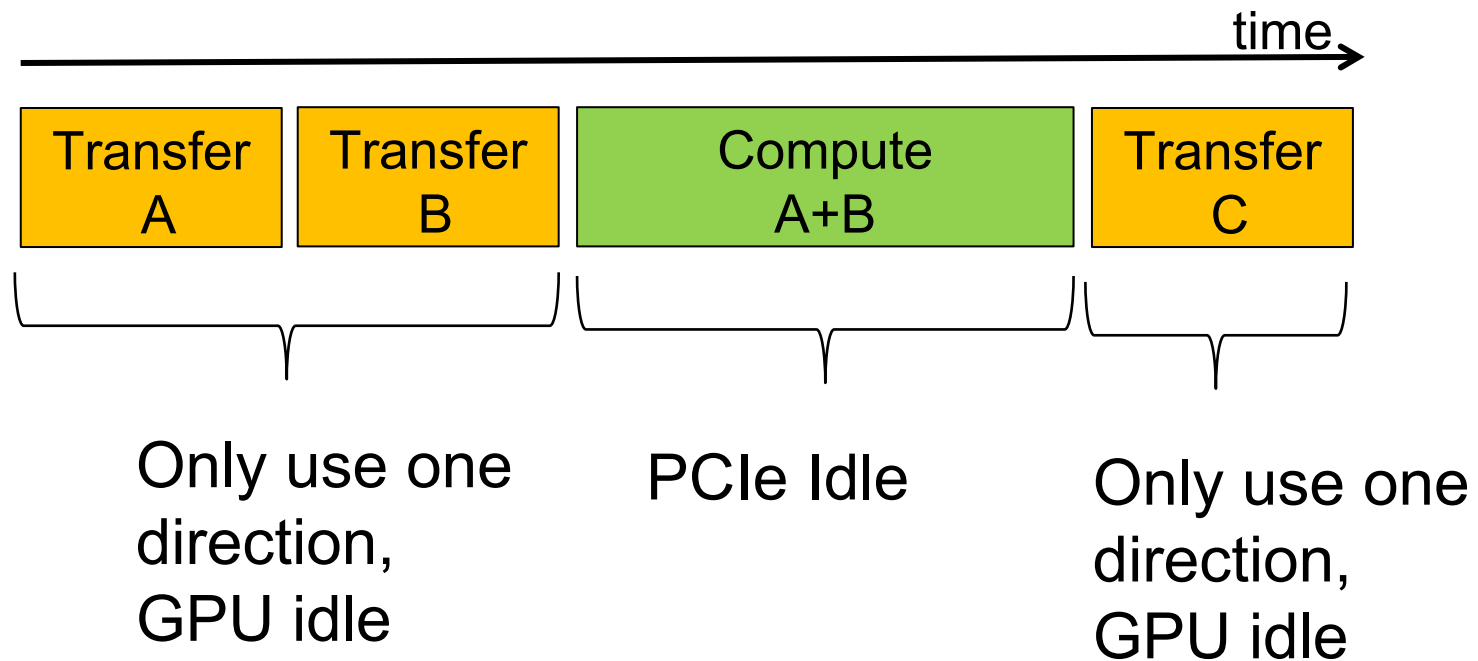 time
Transfer
A
Transfer
B
Compute
A+B
Transfer
C
Only use one
direction,
GPU idle
PCIe Idle
Only use one
direction,
GPU idle